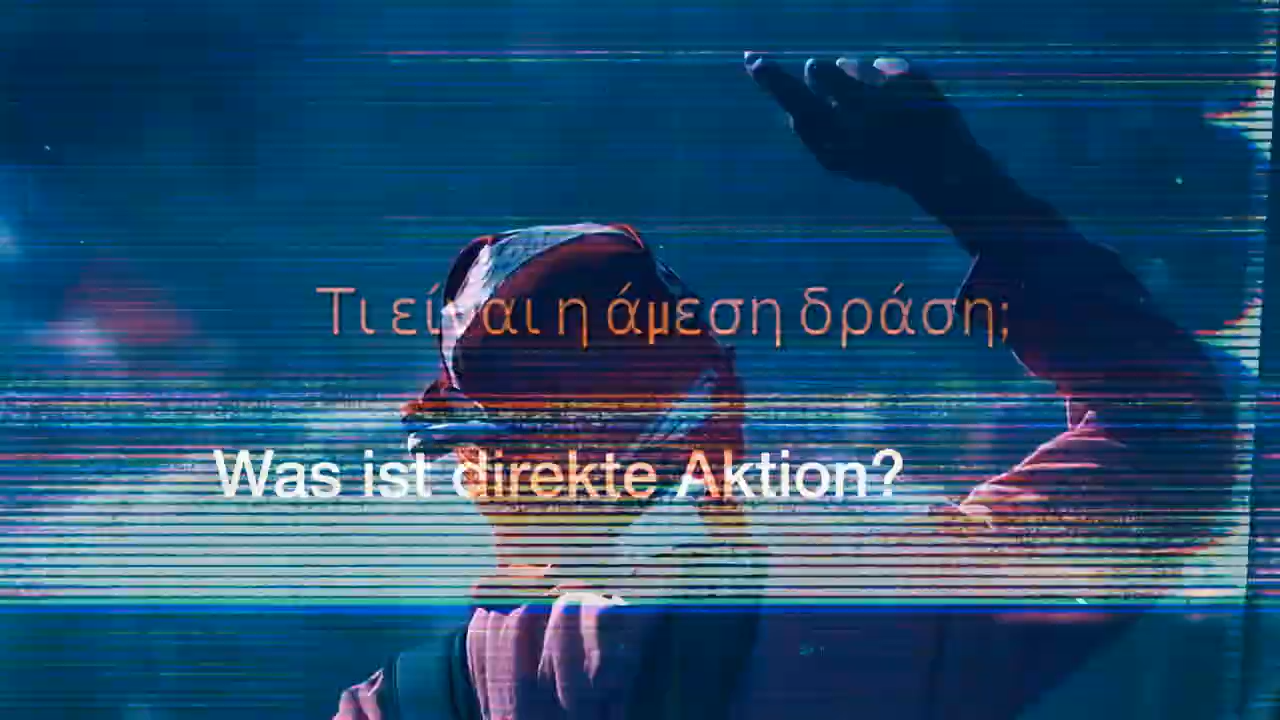 Τι είναι η άμεση δράση;
Was ist direkte Aktion?